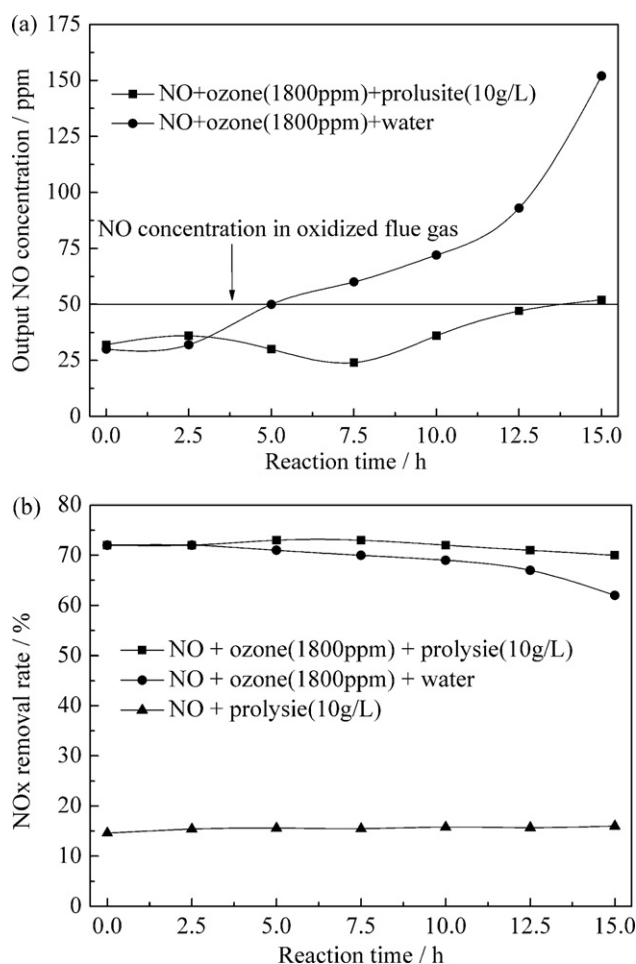 (a)
175
150
125
100
75
50
25
0
Output NO concentration / ppm
NO+ozone(1800ppm)+prolusite(10g/L)
NO+ozone(1800ppm)+water
NO concentration in oxidized flue gas
0.0 2.5 5.0 7.5 10.0 12.5 15.0
Reaction time / h
(b)
80
70
60
50
40
30
20
10
0
NOx removal rate / %
NO + ozone(1800ppm) + prolysie(10g/L)
NO + ozone(1800ppm) + water
NO + prolysie(10g/L)
0.0 2.5 5.0 7.5 10.0 12.5 15.0
Reaction time / h